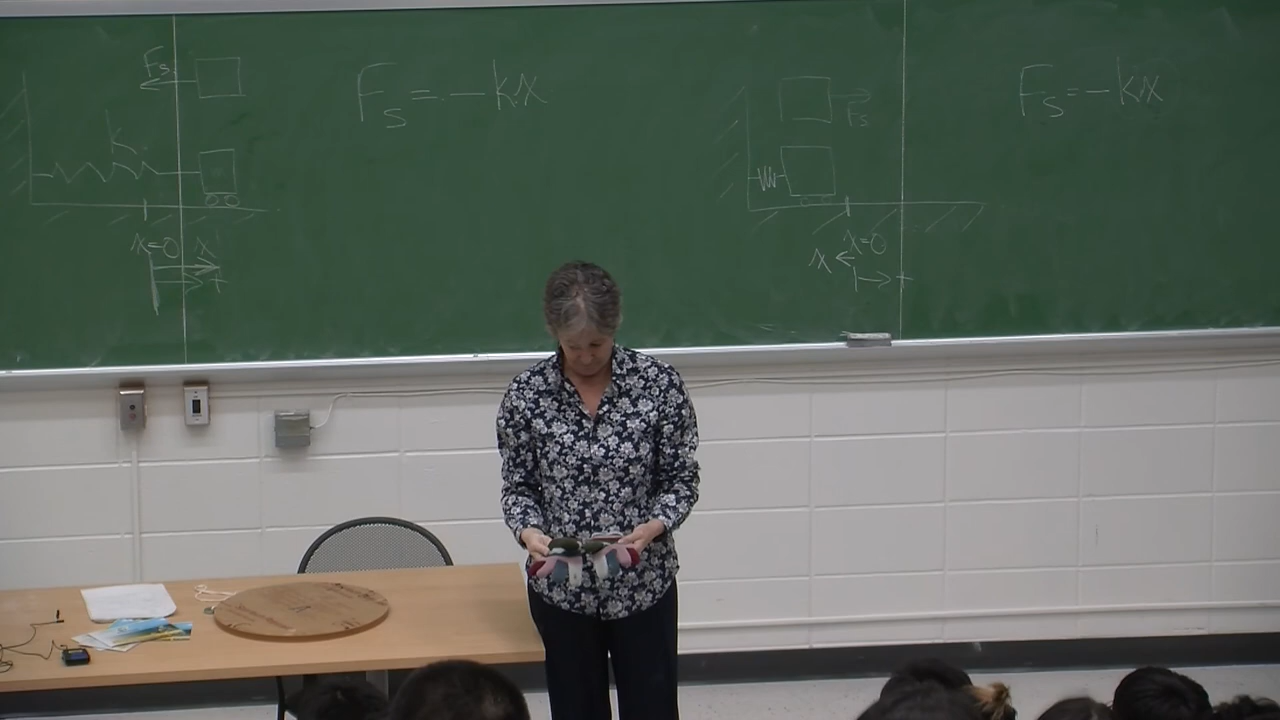 Fs
Fs = -kx
k
x=0 x
+
Fs
Fs = -kx
x=0
x
+